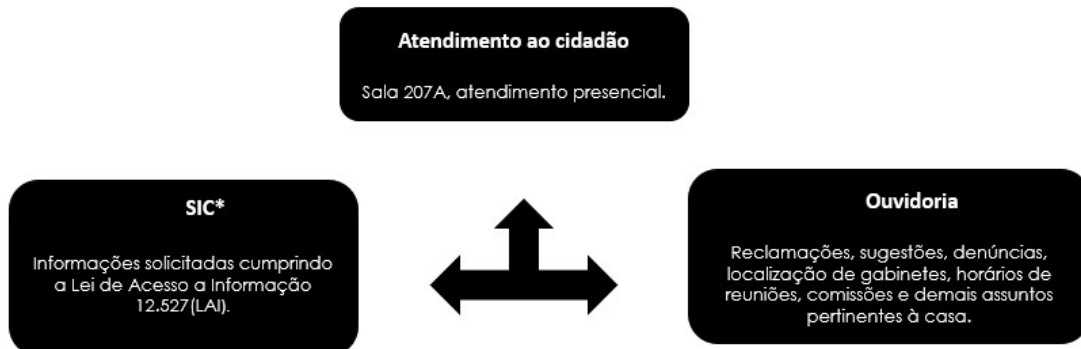 Atendimento ao cidadão
Sala 207A, atendimento presencial.
SIC*
Informações solicitadas cumprindo
a Lei de Acesso a Informação
12.527(LAI).
Ouvidoria
Reclamações, sugestões, denúncias,
localização de gabinetes, horários de
reuniões, comissões e demais assuntos
pertinentes à casa.